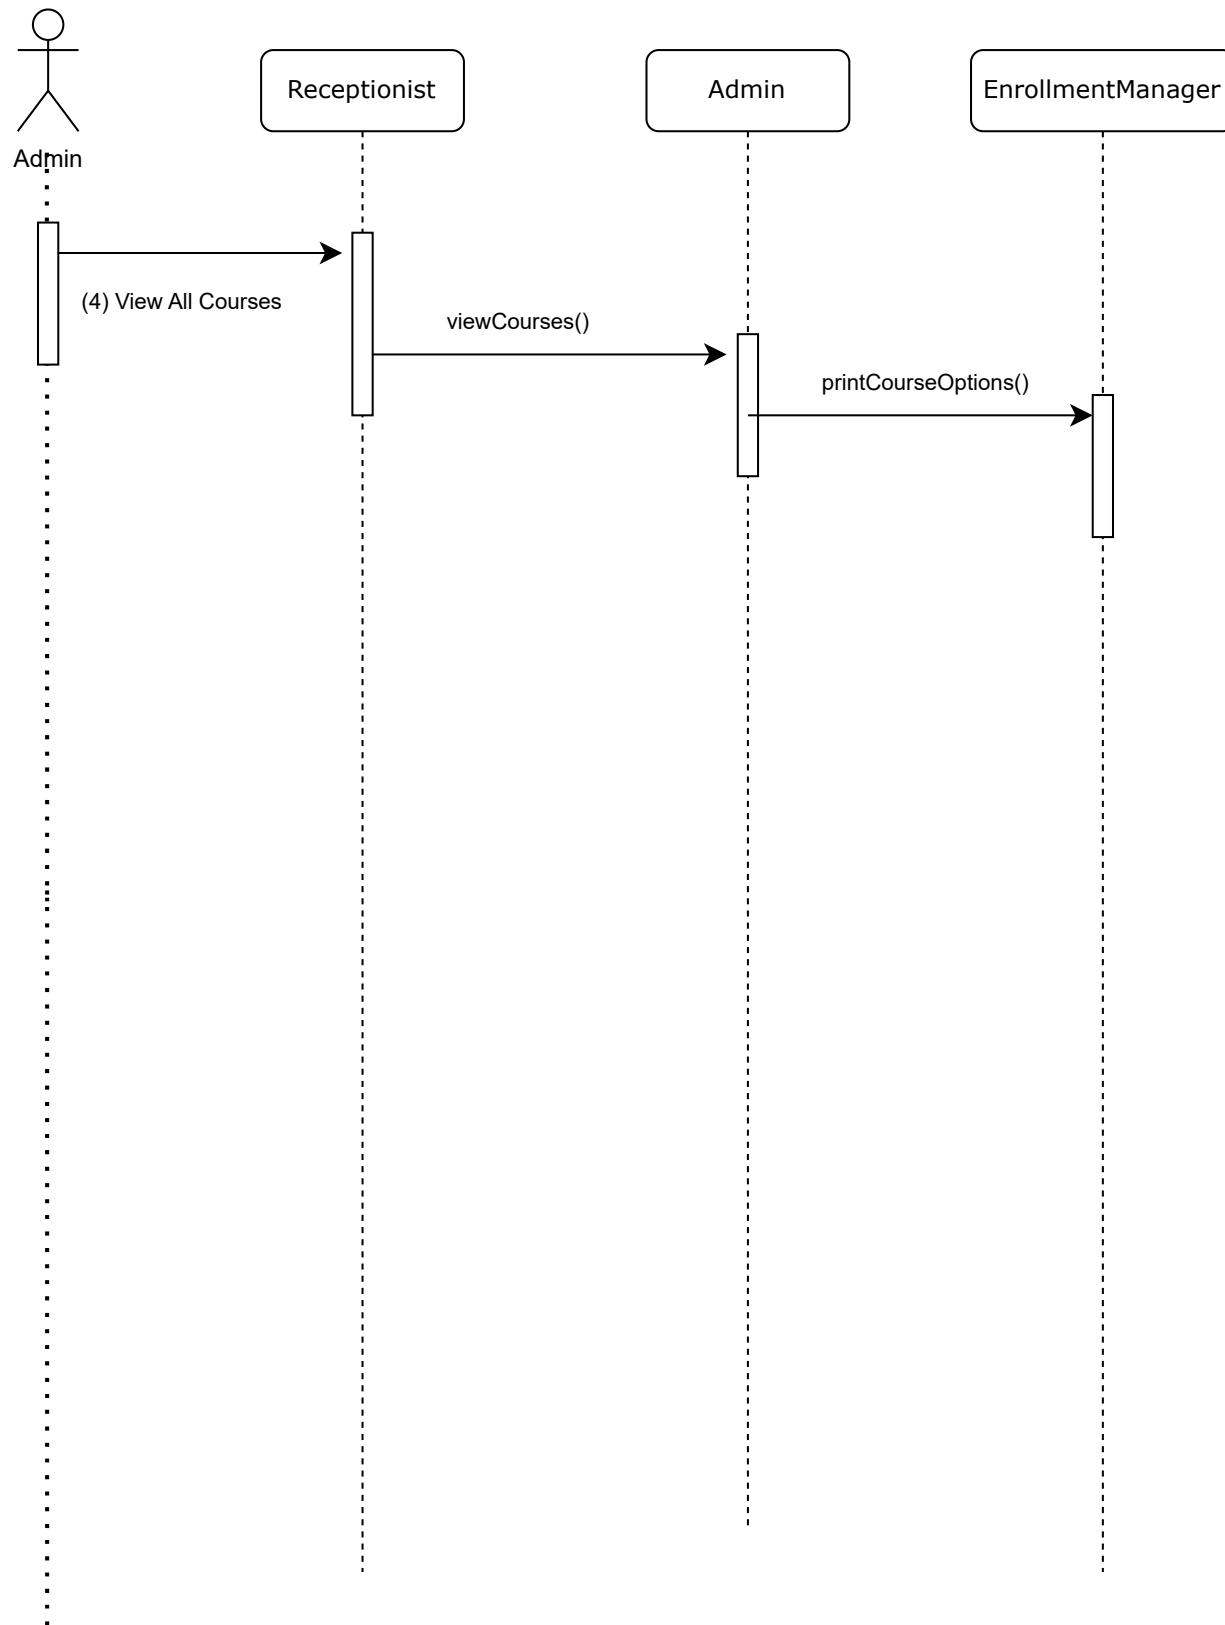 Receptionist
Admin
EnrollmentManager
Admin
(4) View All Courses
viewCourses()
printCourseOptions()